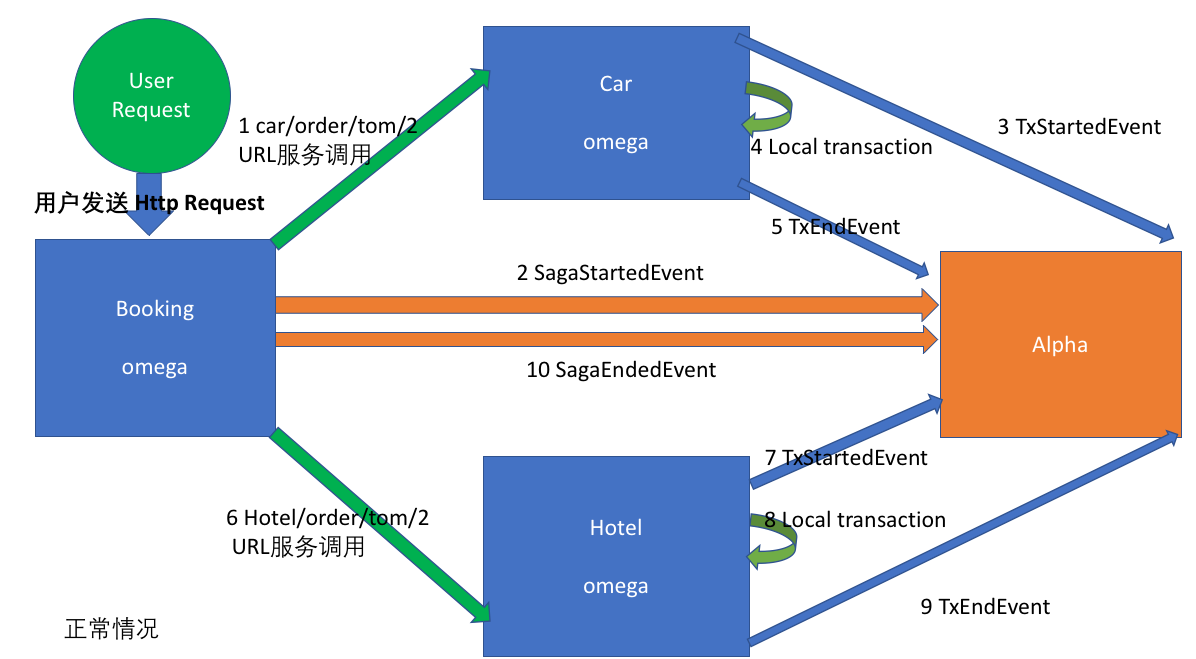 User
Request
用户发送 Http Request
1 car/order/tom/2
URL服务调用
Car
omega
3 TxStartedEvent
4 Local transaction
5 TxEndEvent
2 SagaStartedEvent
Booking
omega
Alpha
10 SagaEndedEvent
7 TxStartedEvent
6 Hotel/order/tom/2
URL服务调用
Hotel
omega
8 Local transaction
9 TxEndEvent
正常情况